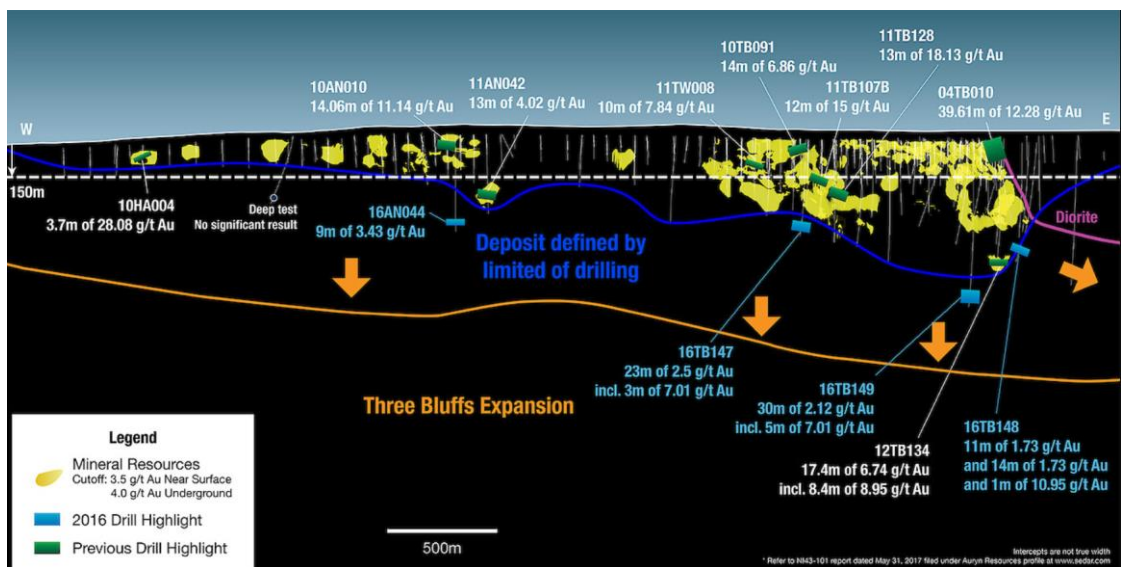 11TB128
13m of 18.13 g/t Au
10TB091
14m of 6.86 g/t Au
11AN042
13m of 4.02 g/t Au
10AN010
14.06m of 11.14 g/t Au
11TW008
10m of 7.84 g/t Au
11TB107B
12m of 15 g/t Au
04TB010
39.61m of 12.28 g/t Au
W
E
150m
10HA004
3.7m of 28.08 g/t Au
Deep test
No significant result
16AN044
9m of 3.43 g/t Au
Deposit defined by
limited of drilling
Diorite
16TB147
23m of 2.5 g/t Au
incl. 3m of 7.01 g/t Au
16TB149
30m of 2.12 g/t Au
incl. 5m of 7.01 g/t Au
Three Bluffs Expansion
12TB134
17.4m of 6.74 g/t Au
incl. 8.4m of 8.95 g/t Au
16TB148
11m of 1.73 g/t Au
and 14m of 1.73 g/t Au
and 1m of 10.95 g/t Au
Legend
Mineral Resources
Cutoff: 3.5 g/t Au Near Surface
4.0 g/t Au Underground
2016 Drill Highlight
Previous Drill Highlight
500m
Intercepts are not true width
* Refer to NI43-101 report dated May 31, 2017 filed under Auryn Resources profile at www.sedar.com